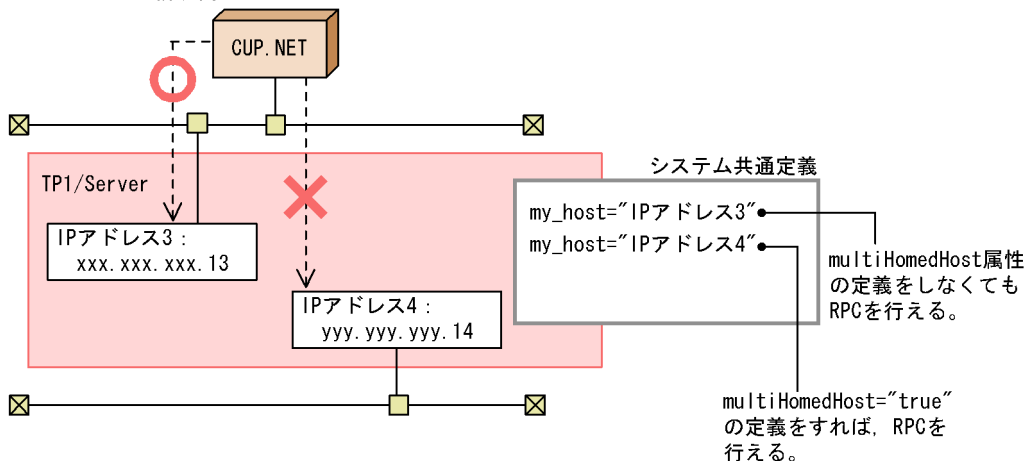 CUP.NET
システム共通定義
TP1/Server
my_host="IPアドレス3"
my_host="IPアドレス4"
IPアドレス3：
xxx.xxx.xxx.13
multiHomedHost属性
の定義をしなくても
RPCを行える。
IPアドレス4：
yyy.yyy.yyy.14
multiHomedHost="true"
の定義をすれば，RPCを
行える。